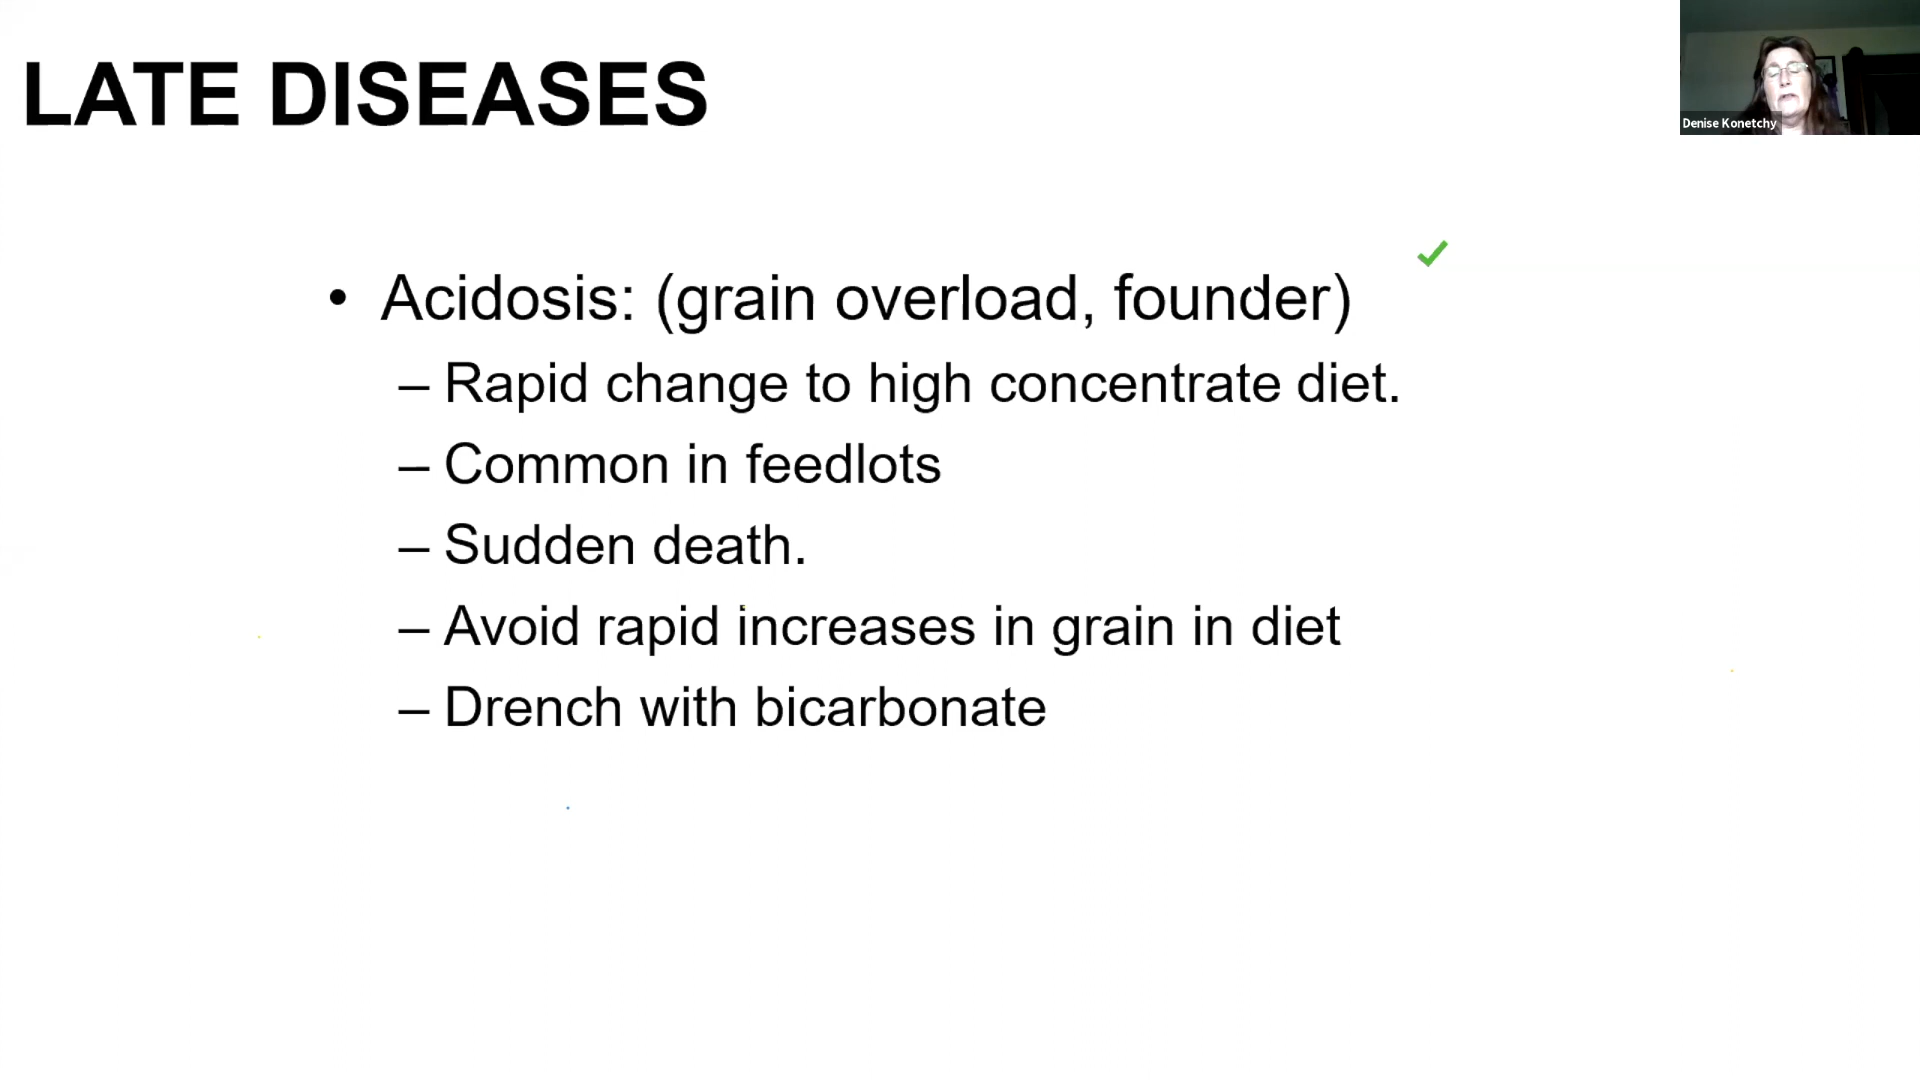 LATE DISEASES
Denise Konetchy
• Acidosis: (grain overload, founder)
– Rapid change to high concentrate diet.
– Common in feedlots
– Sudden death.
– Avoid rapid increases in grain in diet
– Drench with bicarbonate